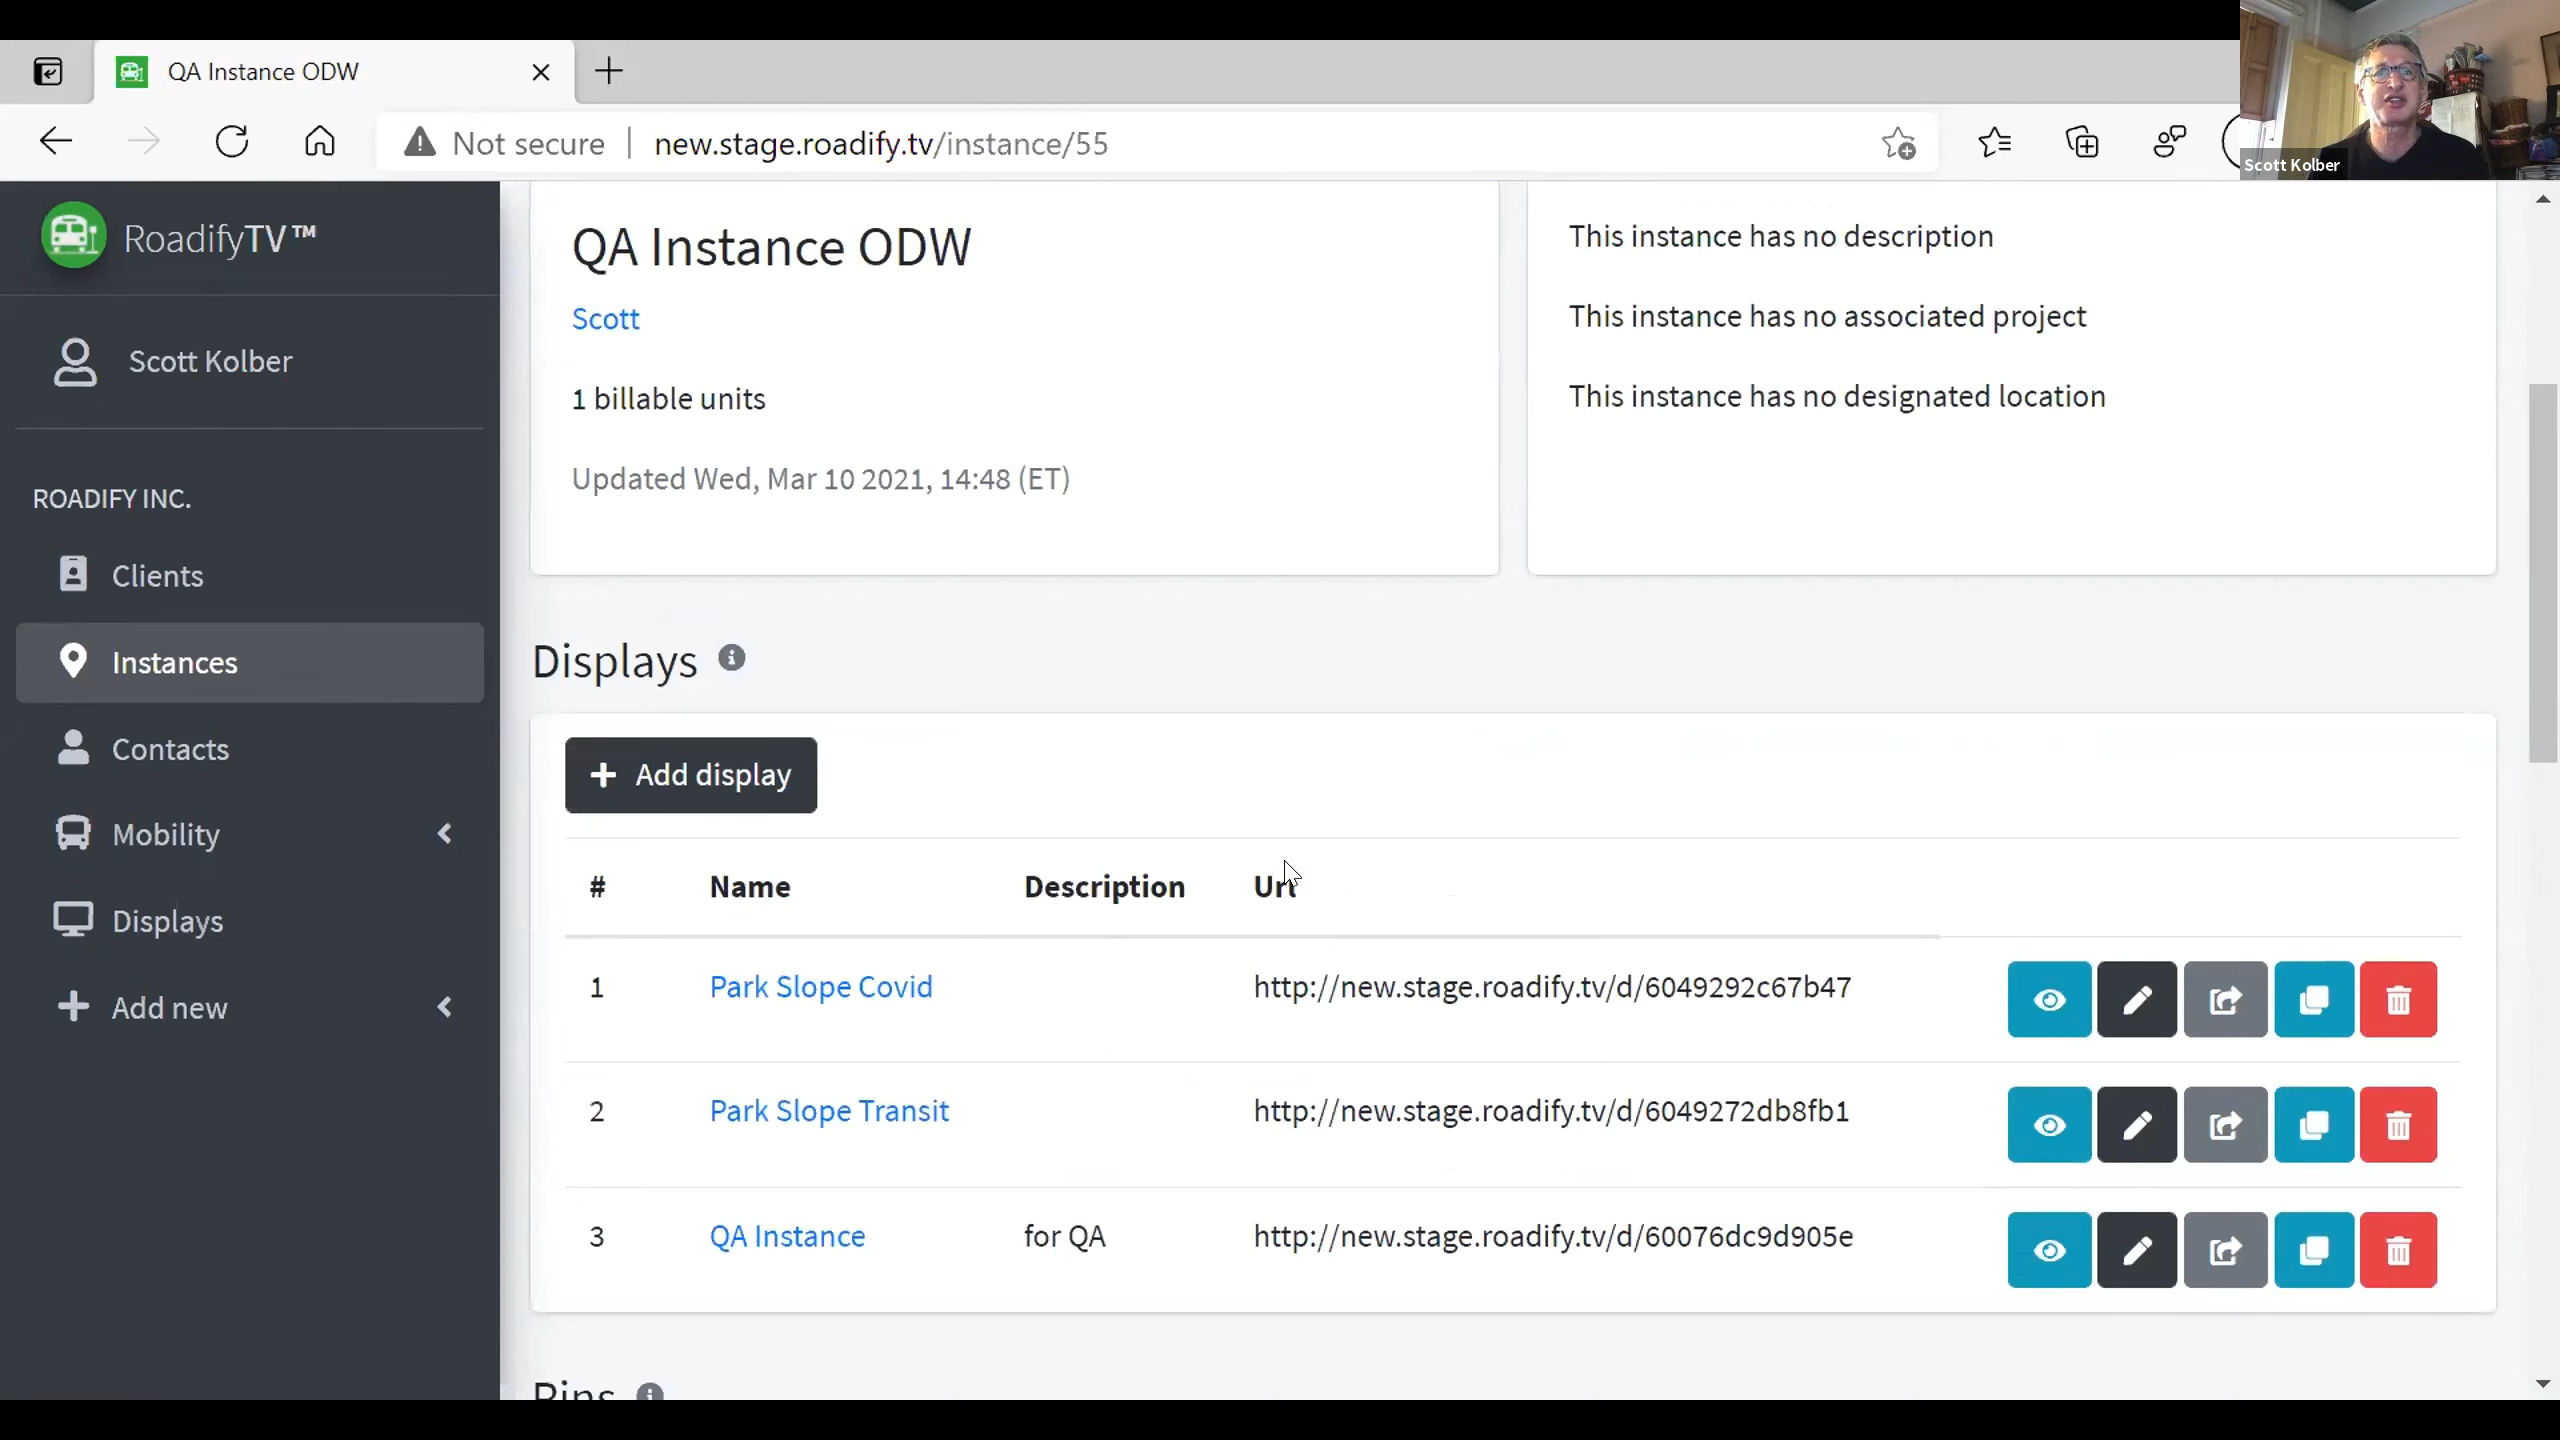 QA Instance ODW
Not secure
new.stage.roadify.tv/instance/55
Scott Kolber
RoadifyTV™
Scott Kolber
ROADIFY INC.
Clients
Instances
Contacts
Mobility
Displays
Add new
QA Instance ODW
Scott
1 billable units
Updated Wed, Mar 10 2021, 14:48 (ET)
This instance has no description
This instance has no associated project
This instance has no designated location
Displays
Add display
# Name Description Url
1 Park Slope Covid http://new.stage.roadify.tv/d/6049292c67b47
2 Park Slope Transit http://new.stage.roadify.tv/d/6049272db8fb1
3 QA Instance for QA http://new.stage.roadify.tv/d/60076dc9d905e
Pins